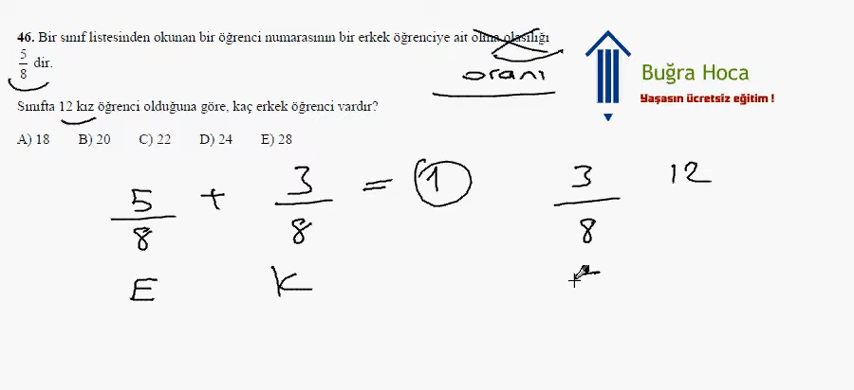 46. Bir sınıf listesinden okunan bir öğrenci numarasının bir erkek öğrenciye ait olma olasılığı
5/8 dir.
oranı
Buğra Hoca
Yaşasın ücretsiz eğitim !
Sınıfta 12 kız öğrenci olduğuna göre, kaç erkek öğrenci vardır?
A) 18 B) 20 C) 22 D) 24 E) 28
5/8 + 3/8 = 1
3/8 12
E K